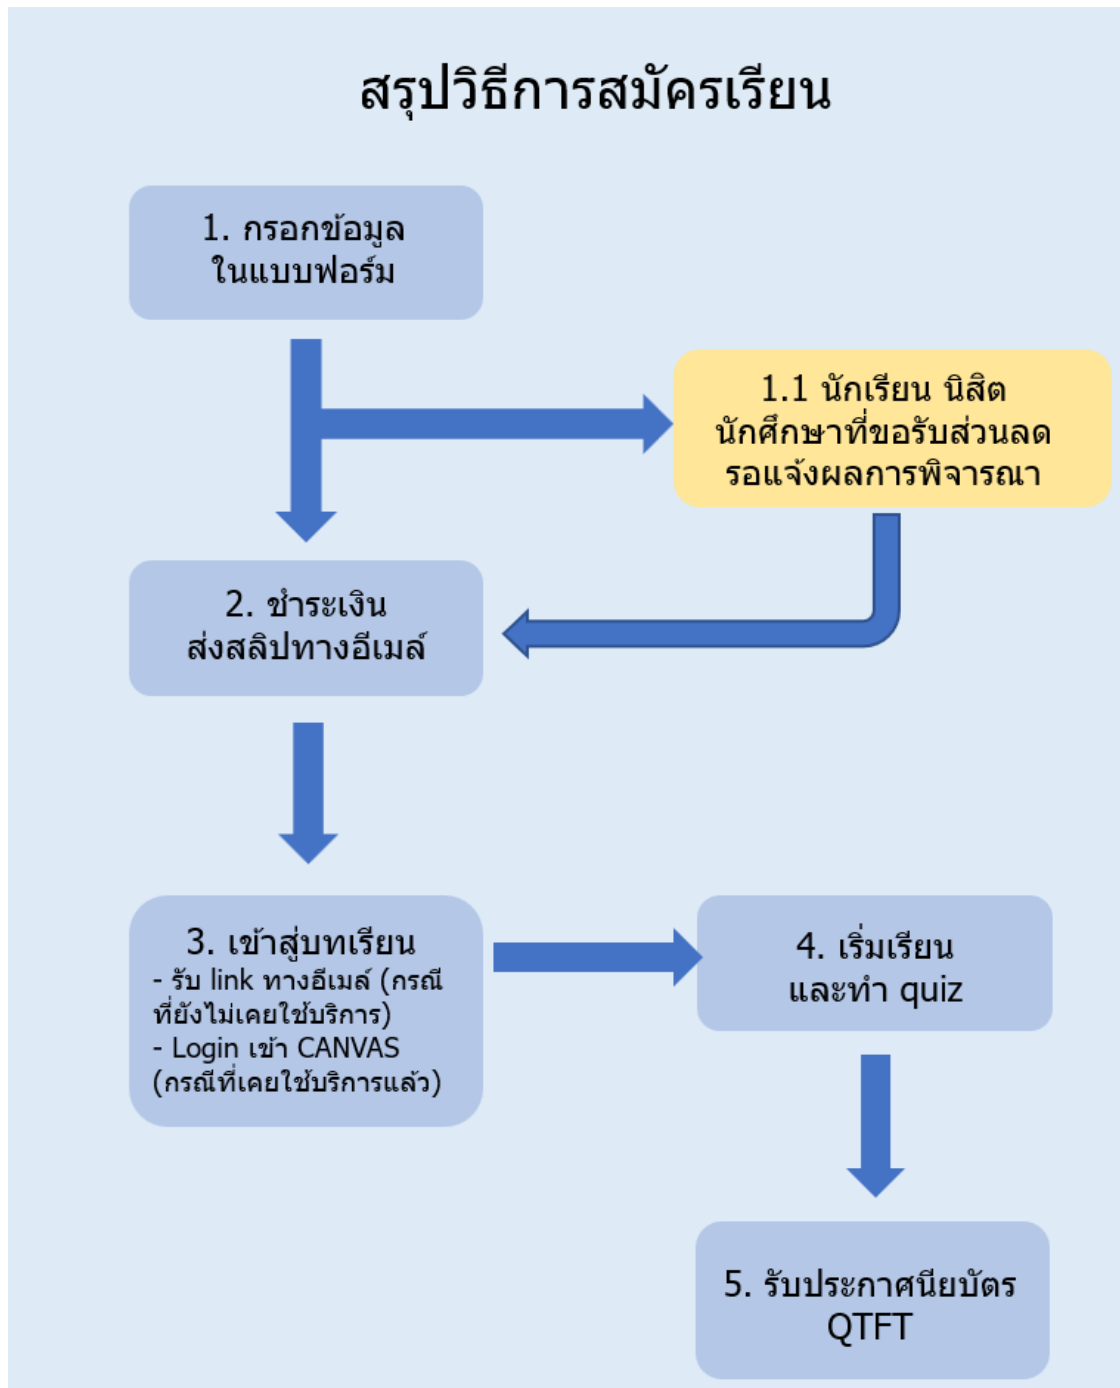 สรุปวิธีการสมัครเรียน
1. กรอกข้อมูล
ในแบบฟอร์ม
1.1 นักเรียน นิสิต
นักศึกษาที่ขอรับส่วนลด
รอแจ้งผลการพิจารณา
2. ชำระเงิน
ส่งสลิปทางอีเมล์
3. เข้าสู่บทเรียน
- รับ link ทางอีเมล์ (กรณี
ที่ยังไม่เคยใช้บริการ)
- Login เข้า CANVAS
(กรณีที่เคยใช้บริการแล้ว)
4. เริ่มเรียน
และทำ quiz
5. รับประกาศนียบัตร
QTFT